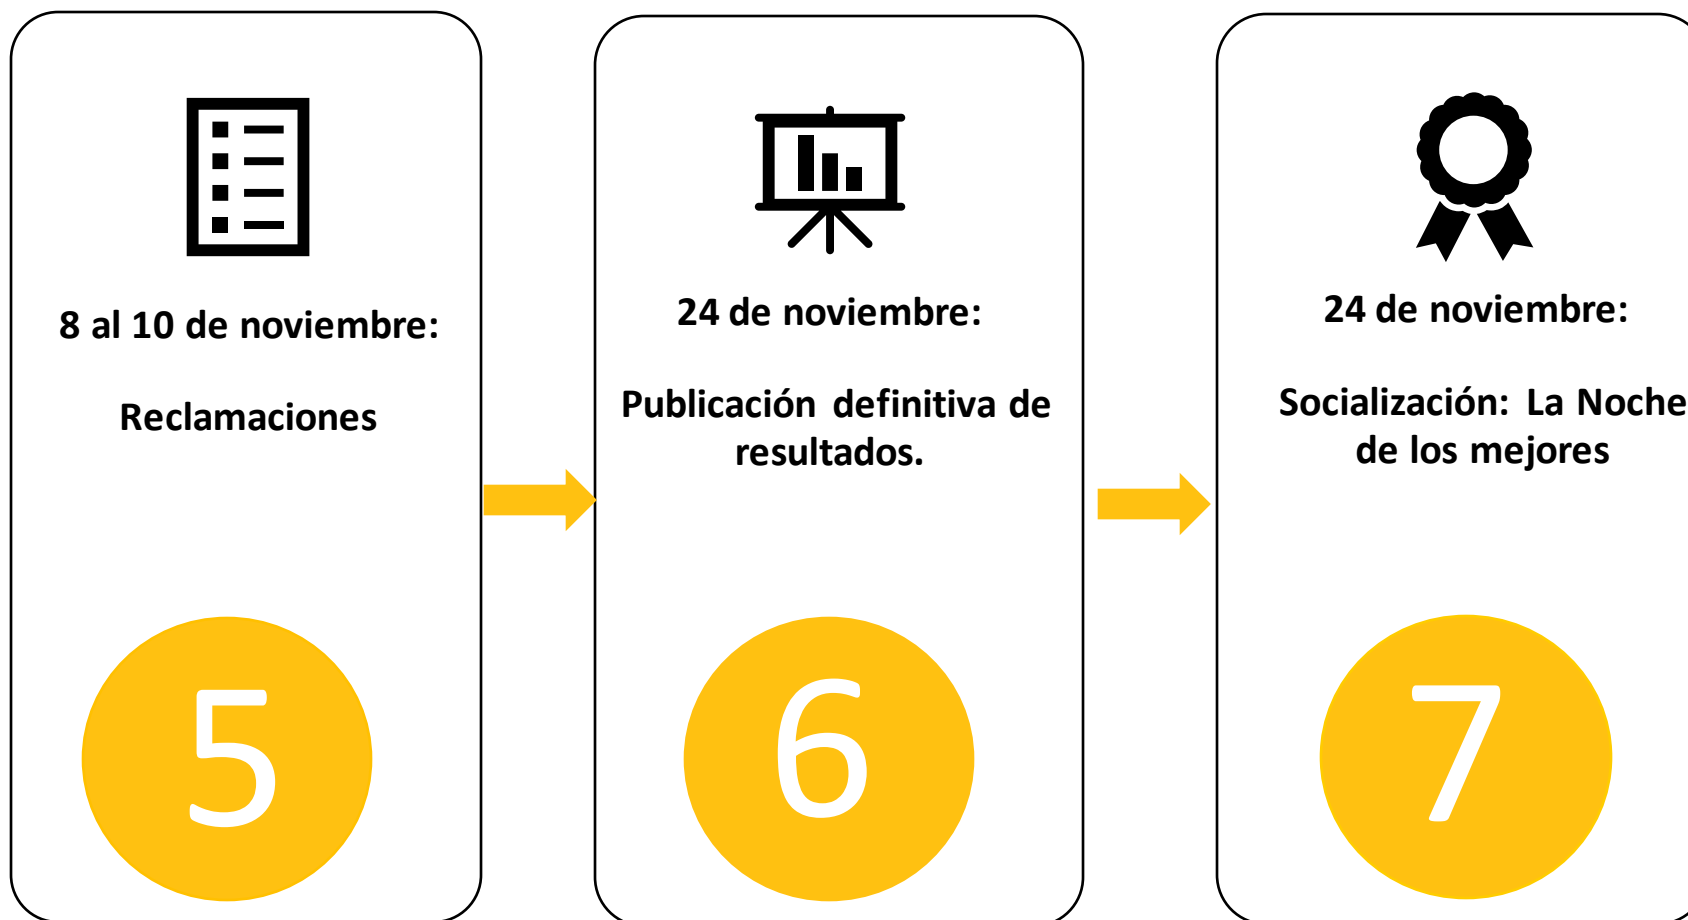 8 al 10 de noviembre:
Reclamaciones
5
24 de noviembre:
Publicación definitiva de
resultados.
6
24 de noviembre:
Socialización: La Noche
de los mejores
7